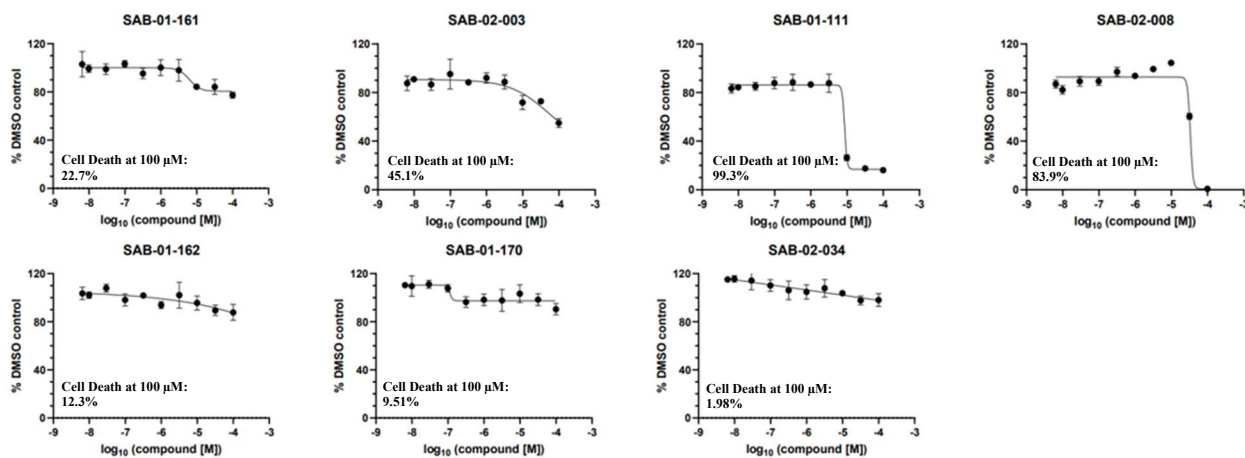 SAB-01-161
120
80
40
0
% DMSO control
Cell Death at 100 µM:
22.7%
-9 -8 -7 -6 -5 -4 -3
log10 (compound [M])
SAB-02-003
120
80
40
0
% DMSO control
Cell Death at 100 µM:
45.1%
-9 -8 -7 -6 -5 -4 -3
log10 (compound [M])
SAB-01-111
120
80
40
0
% DMSO control
Cell Death at 100 µM:
99.3%
-9 -8 -7 -6 -5 -4 -3
log10 (compound [M])
SAB-02-008
120
80
40
0
% DMSO control
Cell Death at 100 µM:
83.9%
-9 -8 -7 -6 -5 -4 -3
log10 (compound [M])
SAB-01-162
120
80
40
0
% DMSO control
Cell Death at 100 µM:
12.3%
-9 -8 -7 -6 -5 -4 -3
log10 (compound [M])
SAB-01-170
120
80
40
0
% DMSO control
Cell Death at 100 µM:
9.51%
-9 -8 -7 -6 -5 -4 -3
log10 (compound [M])
SAB-02-034
120
80
40
0
% DMSO control
Cell Death at 100 µM:
1.98%
-9 -8 -7 -6 -5 -4 -3
log10 (compound [M])